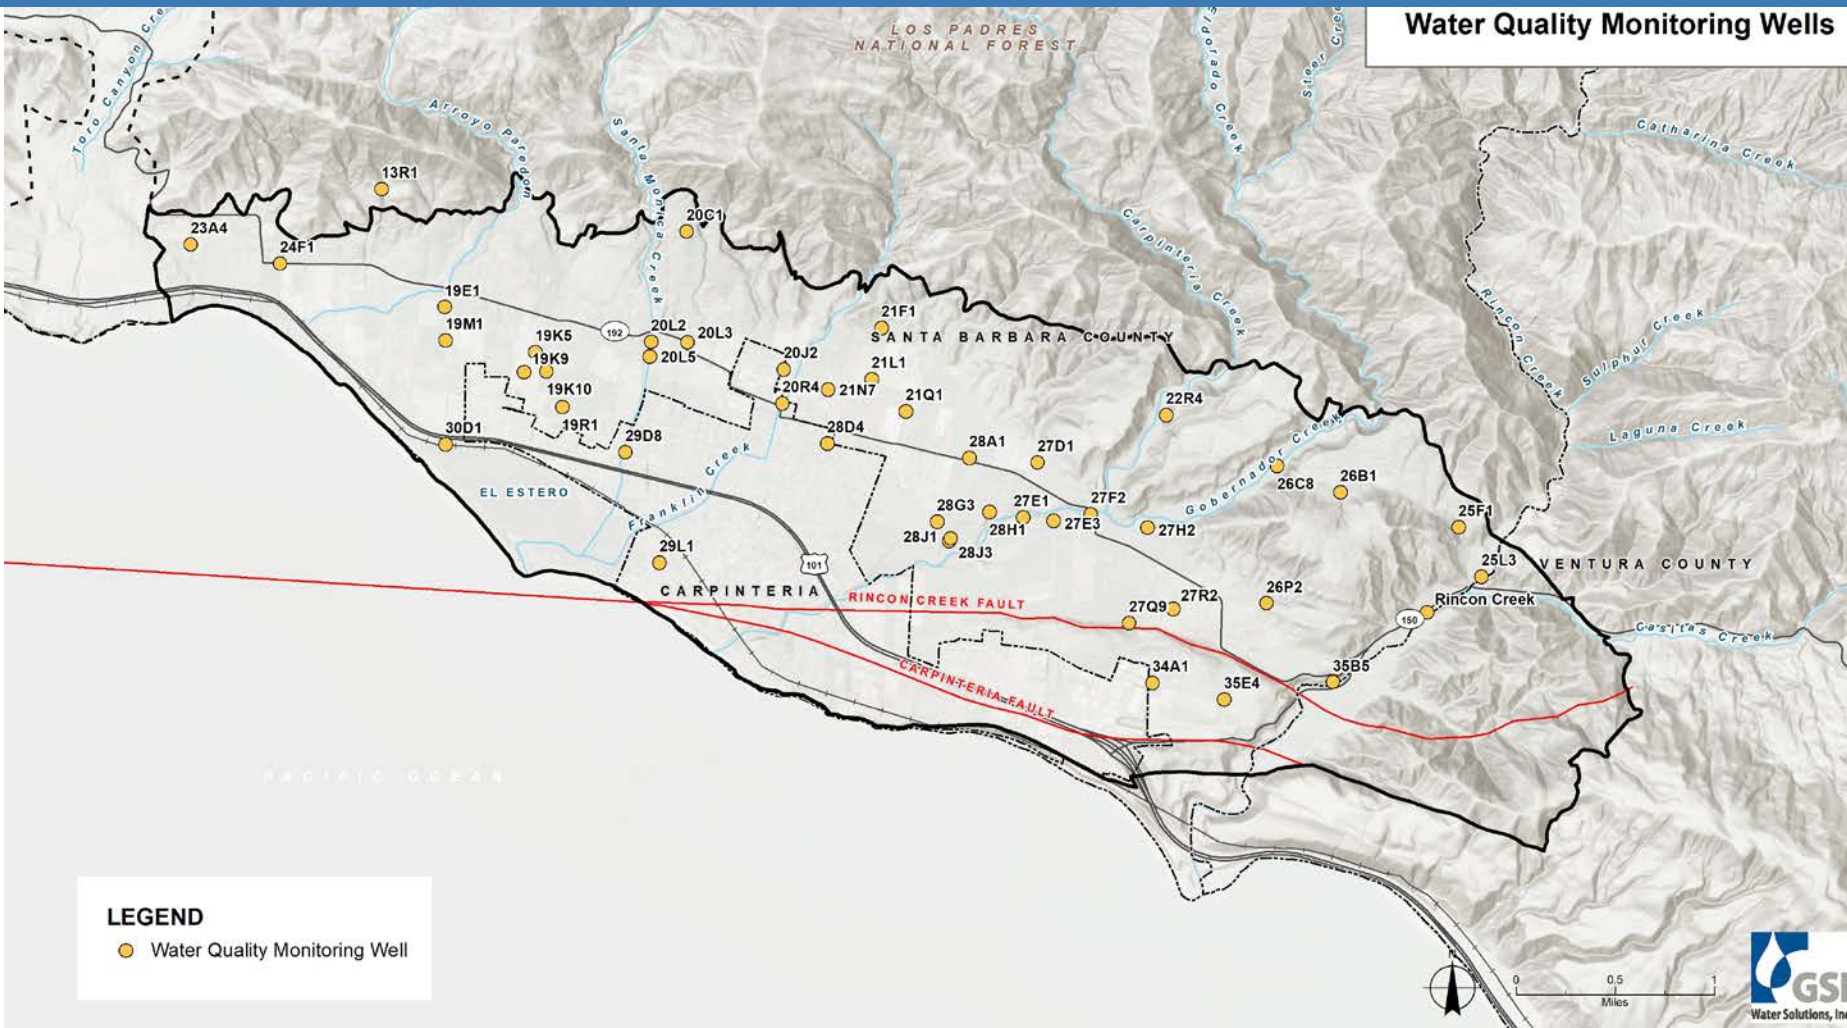 Water Quality Monitoring Wells
LOS PADRES
NATIONAL FOREST
Toro Canyon
Arroyo Paredon
Santa Monica Creek
Steer
Catharina Creek
Carpinteria Creek
Rincon Creek
Sulphur Creek
Laguna Creek
13R1
23A4
24F1
20C1
19E1
19M1
19K5
19K9
19K10
19R1
192
20L2
20L3
20L5
21F1
SANTA BARBARA COUNTY
20J2
20R4
21N7
21L1
21Q1
22R4
30D1
29D8
28D4
28A1
27D1
Gobernador Creek
26C8
26B1
25F1
EL ESTERO
Franklin Creek
28G3
28H1
27E1
27E3
27F2
27H2
28J1
28J3
29L1
101
CARPINTERIA
RINCON CREEK FAULT
27Q9
27R2
26P2
25L3
VENTURA COUNTY
Rincon Creek
150
Casitas Creek
34A1
35E4
35B5
CARPINTERIA FAULT
PACIFIC OCEAN
LEGEND
Water Quality Monitoring Well
0 0.5 1
Miles
GSI
Water Solutions, In